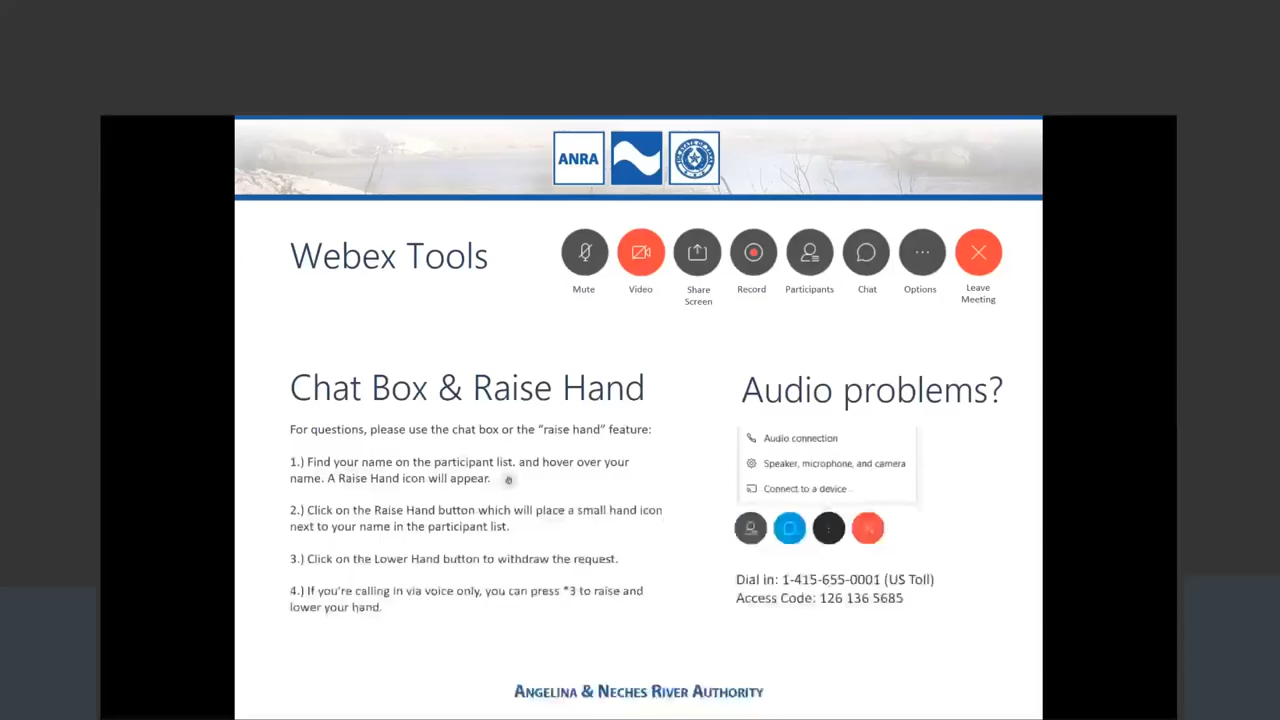 ANRA
Webex Tools
Mute
Video
Share
Screen
Record
Participants
Chat
Options
Leave
Meeting
Chat Box & Raise Hand
For questions, please use the chat box or the “raise hand” feature:
1.) Find your name on the participant list. and hover over your
name. A Raise Hand icon will appear.
2.) Click on the Raise Hand button which will place a small hand icon
next to your name in the participant list.
3.) Click on the Lower Hand button to withdraw the request.
4.) If you're calling in via voice only, you can press *3 to raise and
lower your hand.
Audio problems?
Audio connection
Speaker, microphone, and camera
Connect to a device...
Dial in: 1-415-655-0001 (US Toll)
Access Code: 126 136 5685
ANGELINA & NECHES RIVER AUTHORITY